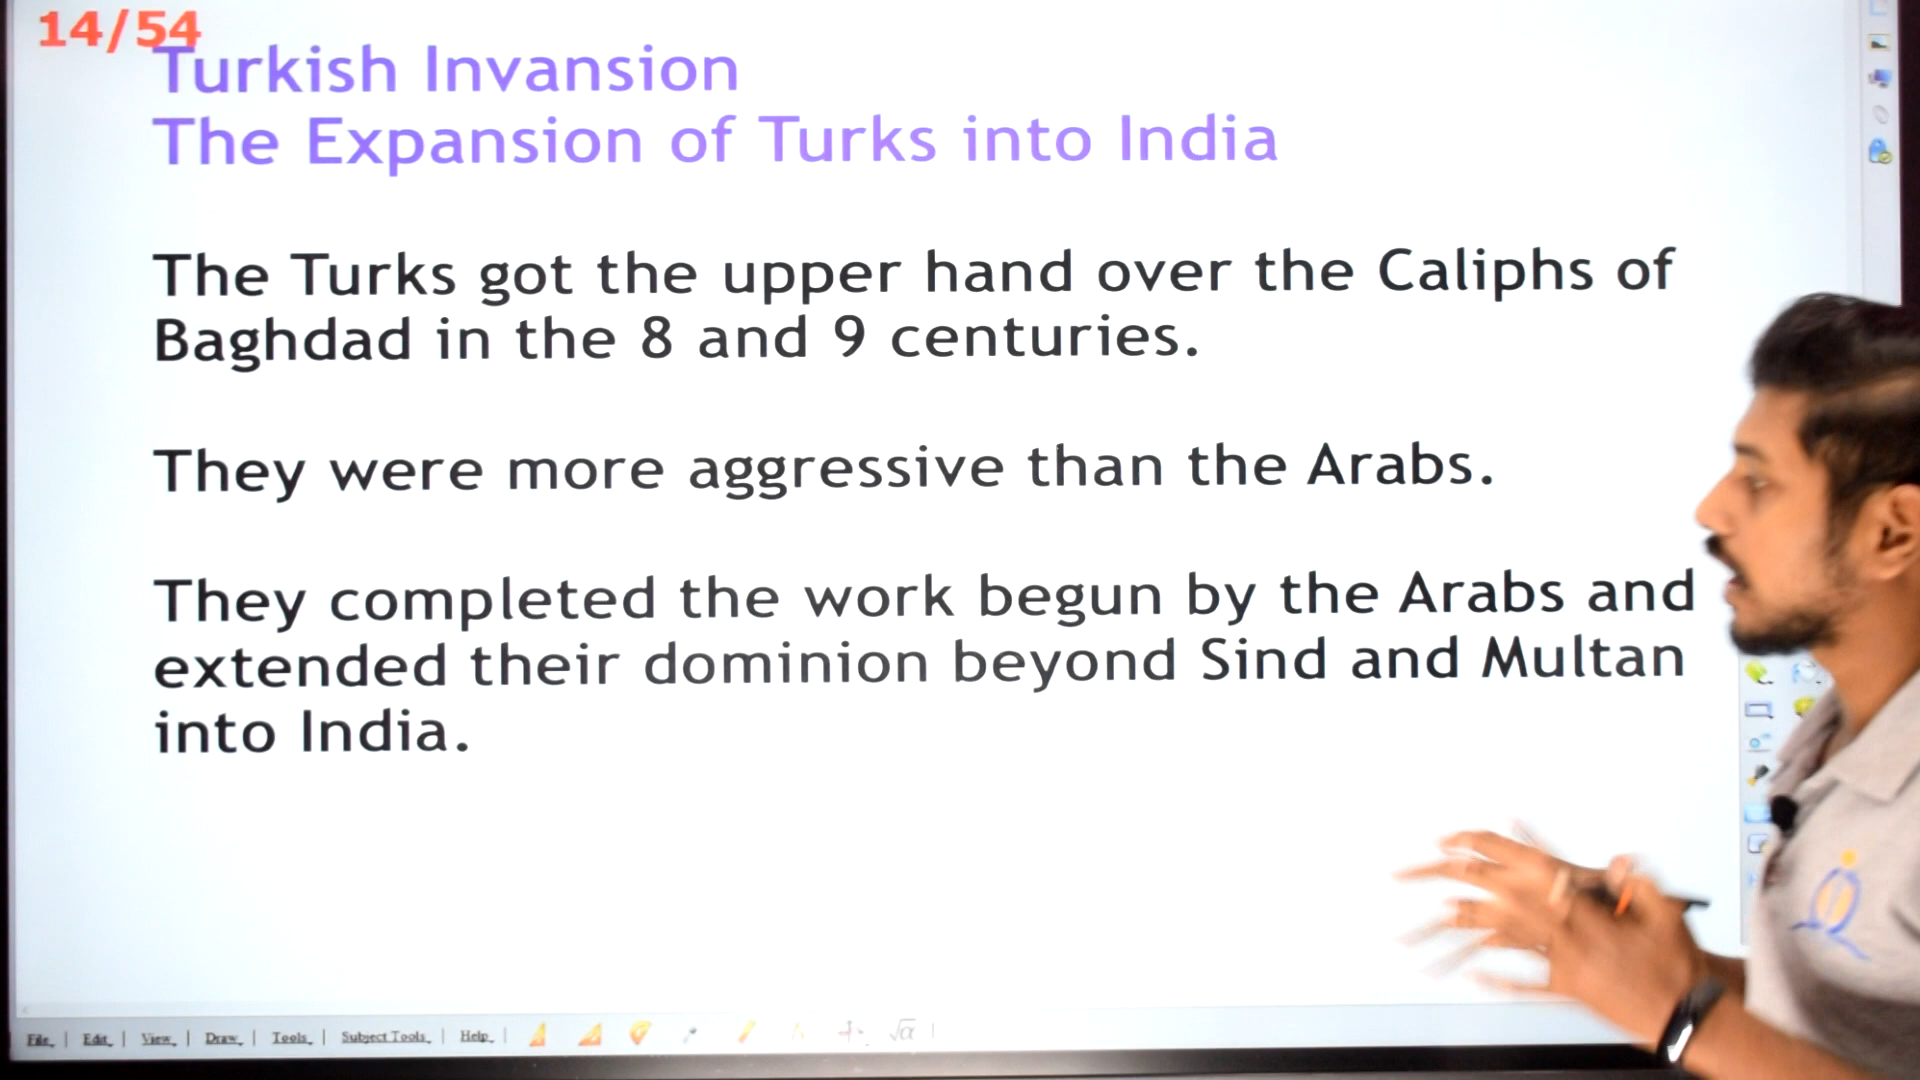 14/54
Turkish Invansion
The Expansion of Turks into India
The Turks got the upper hand over the Caliphs of
Baghdad in the 8 and 9 centuries.
They were more aggressive than the Arabs.
They completed the work begun by the Arabs and
extended their dominion beyond Sind and Multan
into India.
File | Edit | View | Draw | Tools | Subject Tools | Help |